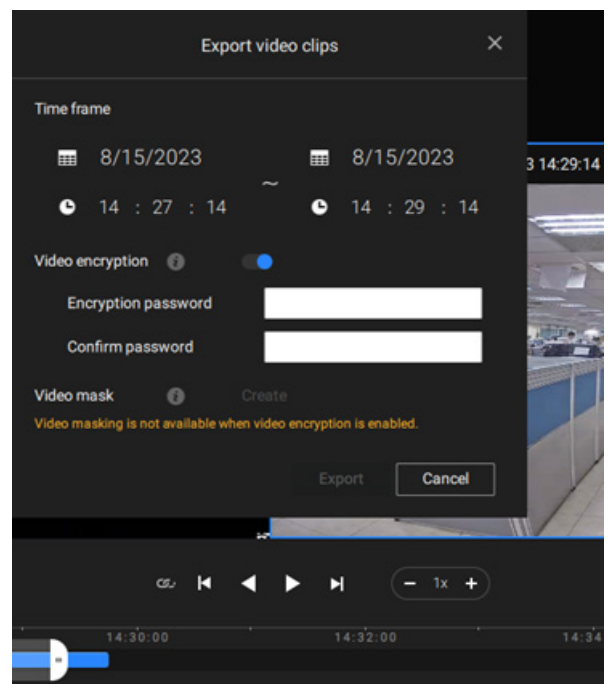 Export video clips
Time frame
8/15/2023
8/15/2023
3 14:29:14
~
14 : 27 : 14
14 : 29 : 14
Video encryption
Encryption password
Confirm password
Video mask
Create
Video masking is not available when video encryption is enabled.
Export
Cancel
1x
14:30:00
14:32:00
14:34